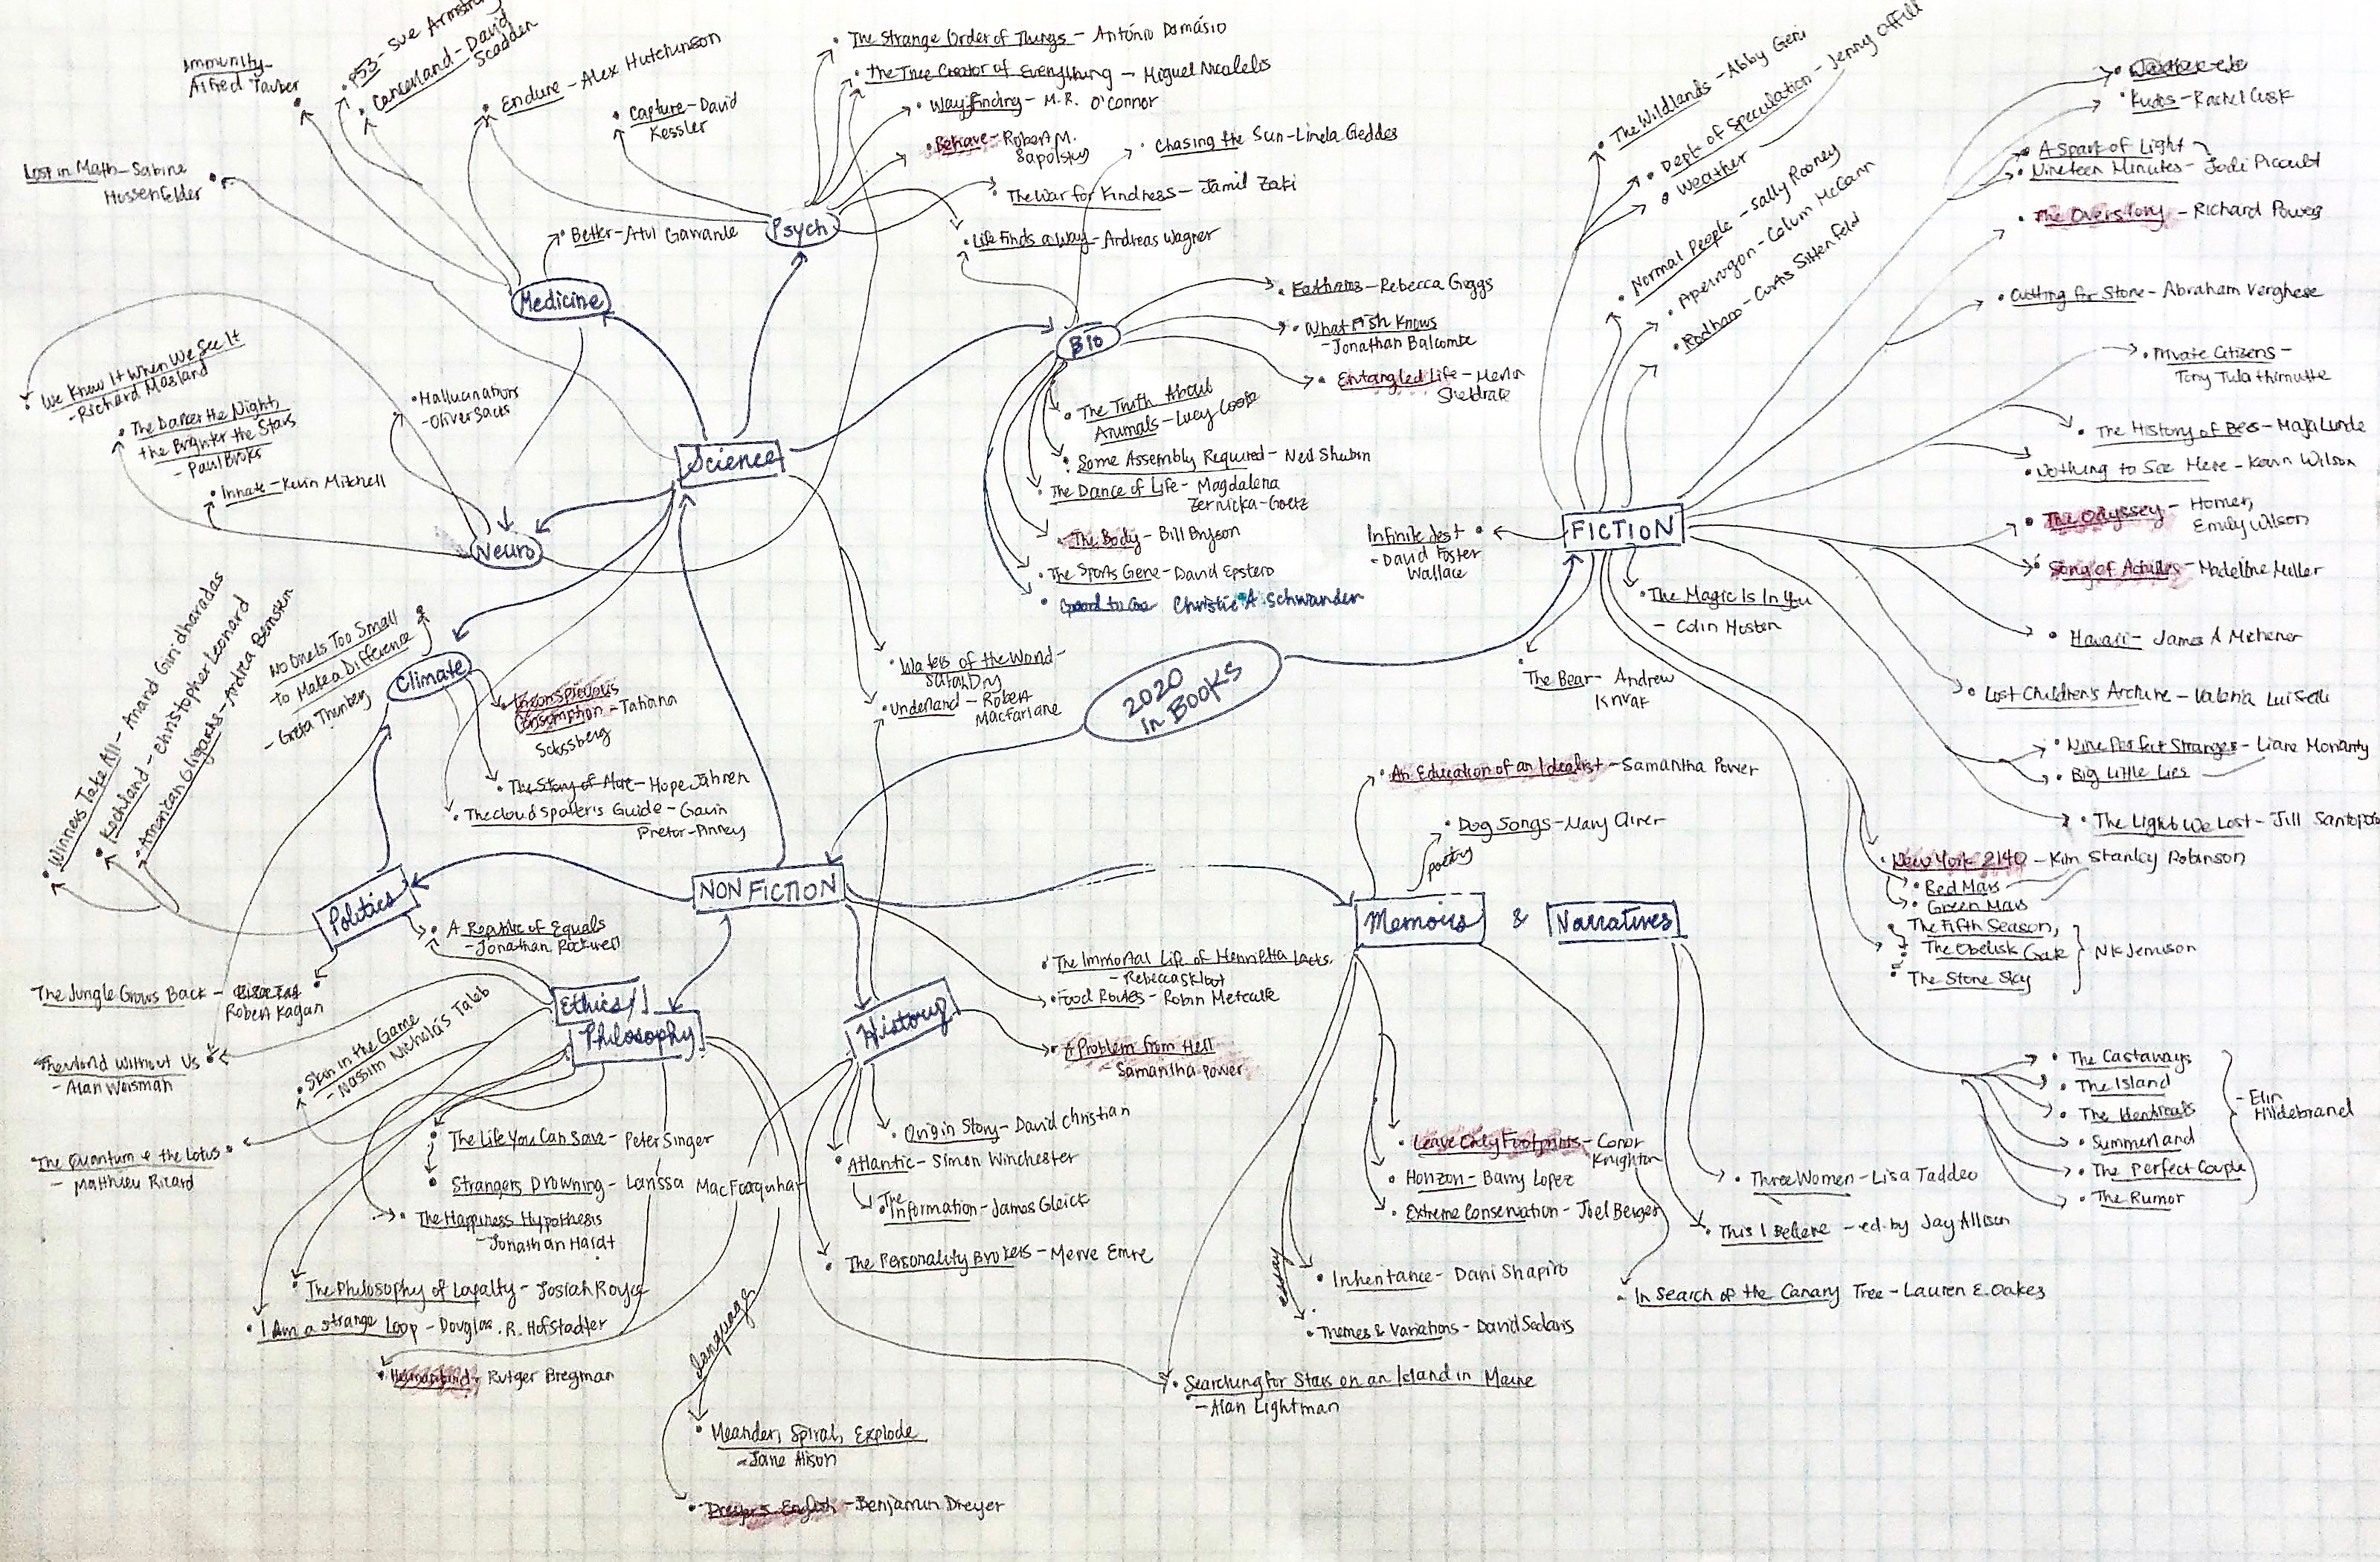 Immunity-
Alfred Tauber
P53 - Sue Armstrong
Cancerland - David
Scadden
Endure - Alex Hutchinson
Capture - David
Kessler
The Strange Order of Things - António Damásio
The True Creator of Everything - Miguel Nicolelis
Wayfinding - M.R. O'Connor
Behave - Robert M.
Sapolsky
Chasing the Sun - Linda Geddes
The War for Kindness - Jamil Zaki
Life Finds a Way - Andreas Wagner
Lost in Math - Sabine
Hossenfelder
Better - Atul Gawande
Psych
Medicine
Bio
Fathoms - Rebecca Giggs
What Fish Knows
- Jonathan Balcombe
Entangled Life - Merlin
Sheldrake
The Truth About
Animals - Lucy Cooke
Some Assembly Required - Neil Shubin
The Dance of Life - Magdalena
Zernicka-Goetz
The Body - Bill Bryson
The Sports Gene - David Epstein
Good to Go Christie A. Schwander
We Know It When We See It
- Richard Masland
The Darker the Night,
the Brighter the Stars
- Paul Broks
Hallucinations
- Oliver Sacks
Innate - Kevin Mitchell
Science
Neuro
Climate
No One Is Too Small
to Make a Difference
- Greta Thunberg
Inconspicuous
Consumption - Tatiana
Schlossberg
The Story of More - Hope Jahren
The Cloud Spotter's Guide - Gavin
Pretor-Pinney
Waters of the World -
Sarah Dry
Underland - Robert
Macfarlane
Winners Take All - Anand Giridharadas
Kochland - Christopher Leonard
American Oligarchs - Andrea Bernstein
2020
in BOOKS
NONFICTION
Politics
A Republic of Equals
- Jonathan Rockwell
The Jungle Grows Back -
Robert Kagan
Ethics/
Philosophy
The World Without Us
- Alan Weisman
Skin in the Game
- Nassim Nicholas Taleb
The Quantum & the Lotus
- Matthieu Ricard
The Life You Can Save - Peter Singer
Strangers Drowning - Larissa MacFarquhar
The Happiness Hypothesis
- Jonathan Haidt
The Philosophy of Loyalty - Josiah Royce
I Am a Strange Loop - Douglas R. Hofstadter
Humankind - Rutger Bregman
language
Meander, Spiral, Explode
- Jane Alison
Dreyer's English - Benjamin Dreyer
History
The Immortal Life of Henrietta Lacks
- Rebecca Skloot
Food Routes - Robin Metcalfe
A Problem from Hell
- Samantha Power
Origin Story - David Christian
Atlantic - Simon Winchester
The
Information - James Gleick
The Personality Brokers - Merve Emre
Memoirs & Narratives
An Education of an Idealist - Samantha Power
poetry
Dog Songs - Mary Oliver
Leave Only Footprints - Conor
Knighton
Horizon - Barry Lopez
Extreme Conservation - Joel Berger
essay
Inheritance - Dani Shapiro
Themes & Variations - David Sedaris
Searching for Stars on an Island in Maine
- Alan Lightman
Three Women - Lisa Taddeo
This I Believe - ed. by Jay Allison
In Search of the Canary Tree - Lauren E. Oakes
FICTION
The Wildlands - Abby Geni
Dept. of Speculation - Jenny Offill
Weather
Normal People - Sally Rooney
Apeirogon - Colum McCann
Rodham - Curtis Sittenfeld
Kudos - Rachel Cusk
A Spark of Light
Nineteen Minutes - Jodi Picoult
The Overstory - Richard Powers
Cutting for Stone - Abraham Verghese
Private Citizens -
Tony Tulathimutte
The History of Bees - Maja Lunde
Nothing to See Here - Kevin Wilson
The Odyssey - Homer,
Emily Wilson
Song of Achilles - Madeline Miller
Hawaii - James A Michener
Lost Children's Archive - Valeria Luiselli
Nine Perfect Strangers - Liane Moriarty
Big Little Lies
The Light We Lost - Jill Santopolo
New York 2140 - Kim Stanley Robinson
Red Mars
Green Mars
The Fifth Season,
The Obelisk Gate
The Stone Sky
NK Jemison
Infinite Jest
- David Foster
Wallace
The Magic Is In You
- Colin Hosten
The Bear - Andrew
Krivak
The Castaways
The Island
The Identicals
Summerland
The Perfect Couple
The Rumor
- Elin
Hildebrand